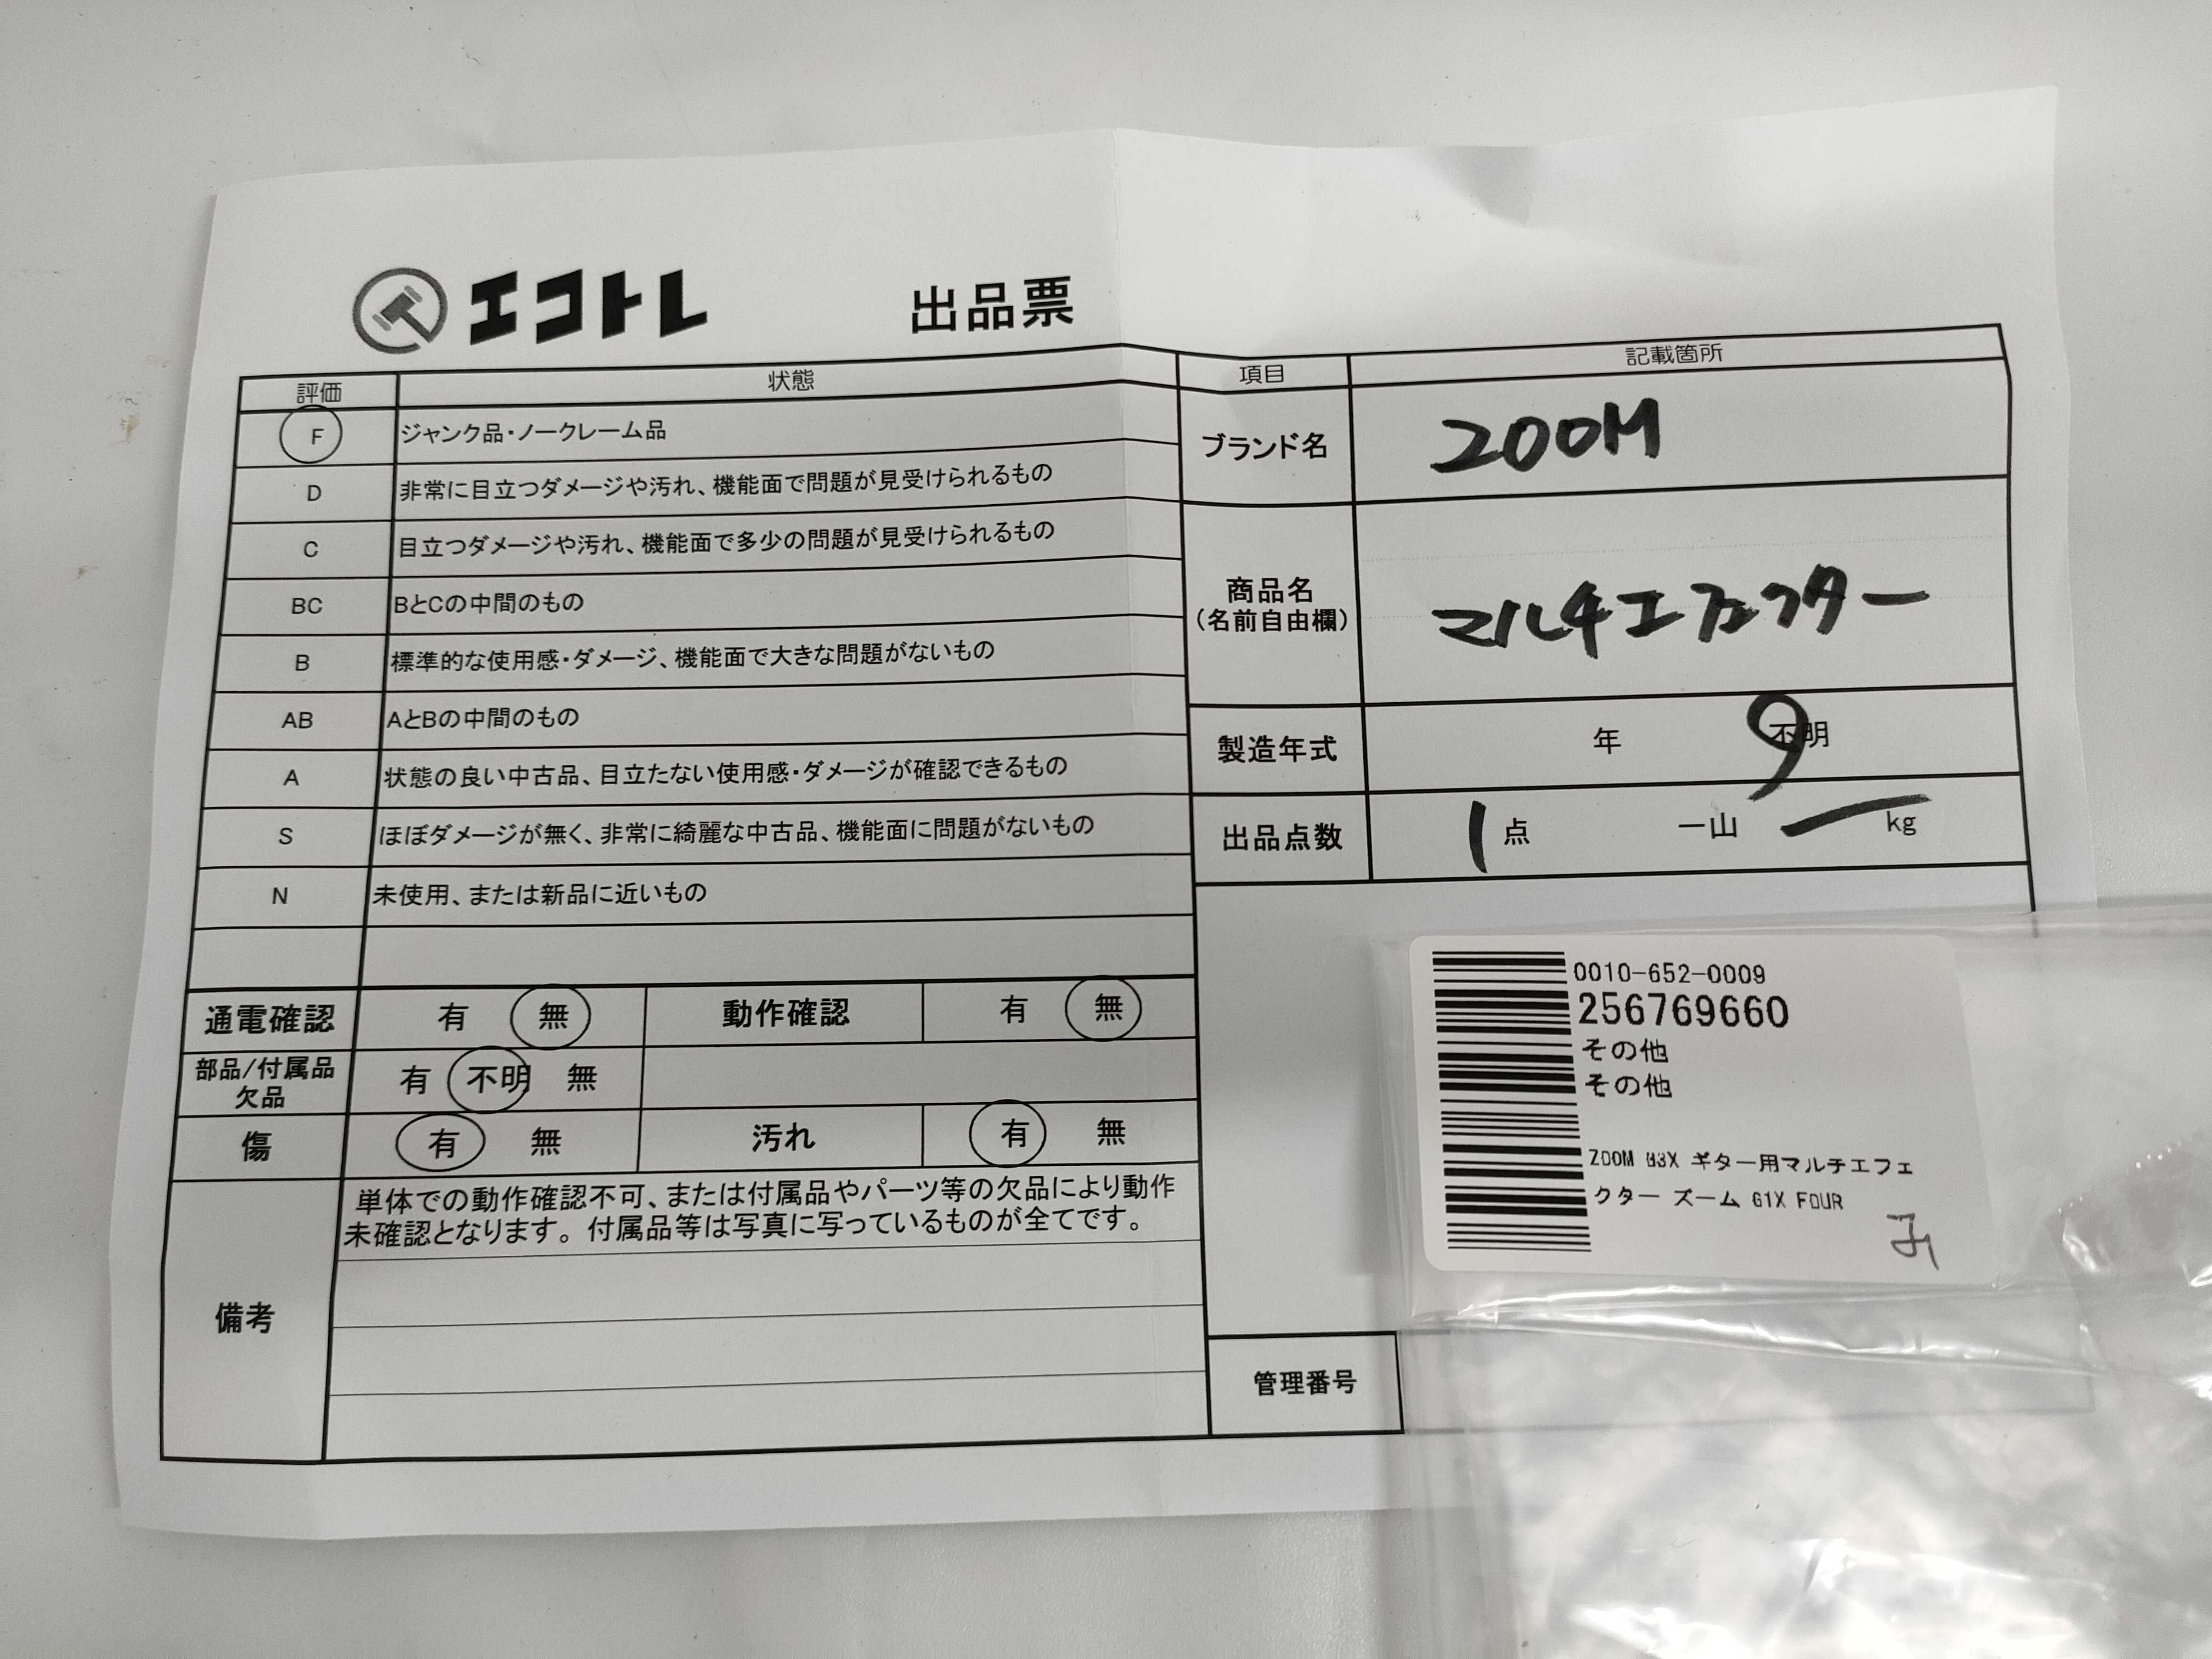 エコトレ 出品票
評価 状態
F ジャンク品・ノークレーム品
D 非常に目立つダメージや汚れ、機能面で問題が見受けられるもの
C 目立つダメージや汚れ、機能面で多少の問題が見受けられるもの
BC BとCの中間のもの
B 標準的な使用感・ダメージ、機能面で大きな問題がないもの
AB AとBの中間のもの
A 状態の良い中古品、目立たない使用感・ダメージが確認できるもの
S ほぼダメージが無く、非常に綺麗な中古品、機能面に問題がないもの
N 未使用、または新品に近いもの
通電確認 有 無 動作確認 有 無
部品/付属品
欠品 有 不明 無
傷 有 無 汚れ 有 無
備考
単体での動作確認不可、または付属品やパーツ等の欠品により動作
未確認となります。付属品等は写真に写っているものが全てです。
項目 記載箇所
ブランド名 ZOOM
商品名
(名前自由欄)
マルチエフェクター
製造年式 年 不明
出品点数 1 点 一山 kg
0010-652-0009
256769660
その他
その他
ZOOM G3X ギター用マルチエフェ
クター ズーム G1X FOUR
管理番号